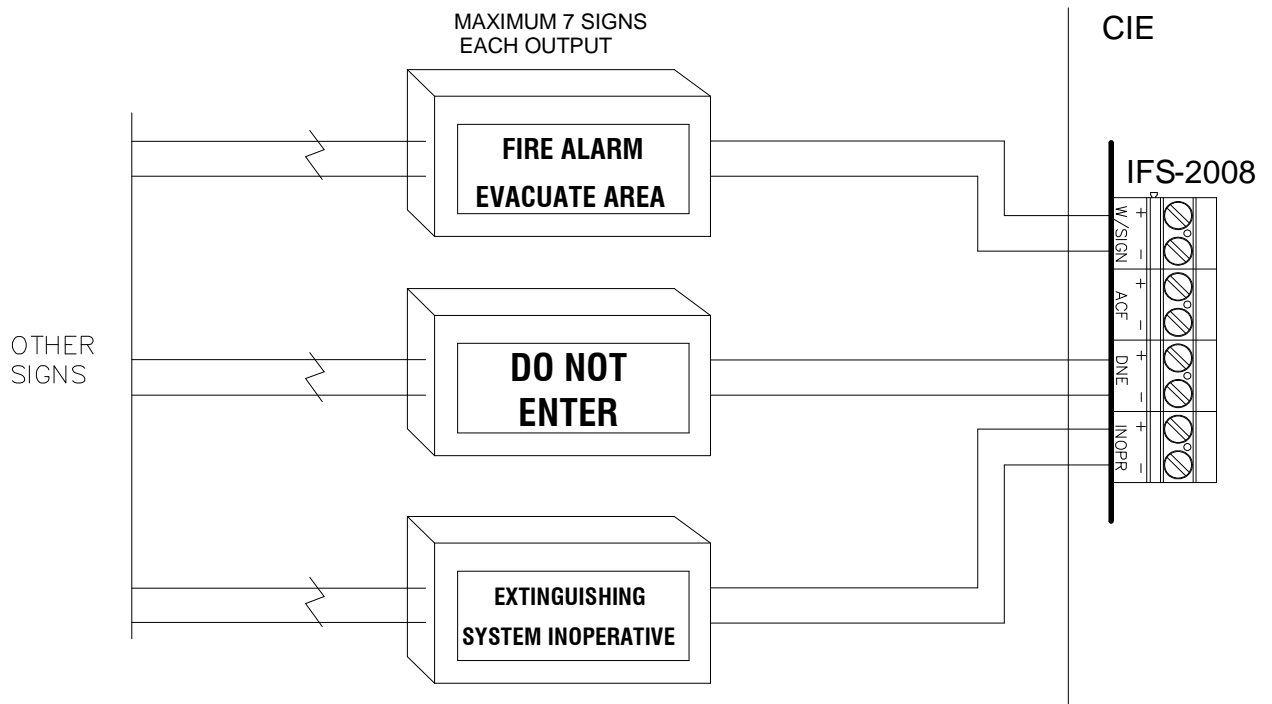 MAXIMUM 7 SIGNS
EACH OUTPUT
CIE
FIRE ALARM
EVACUATE AREA
IFS-2008
W/SIGN + -
ACF + -
DNE + -
INOPR + -
DO NOT
ENTER
OTHER
SIGNS
EXTINGUISHING
SYSTEM INOPERATIVE